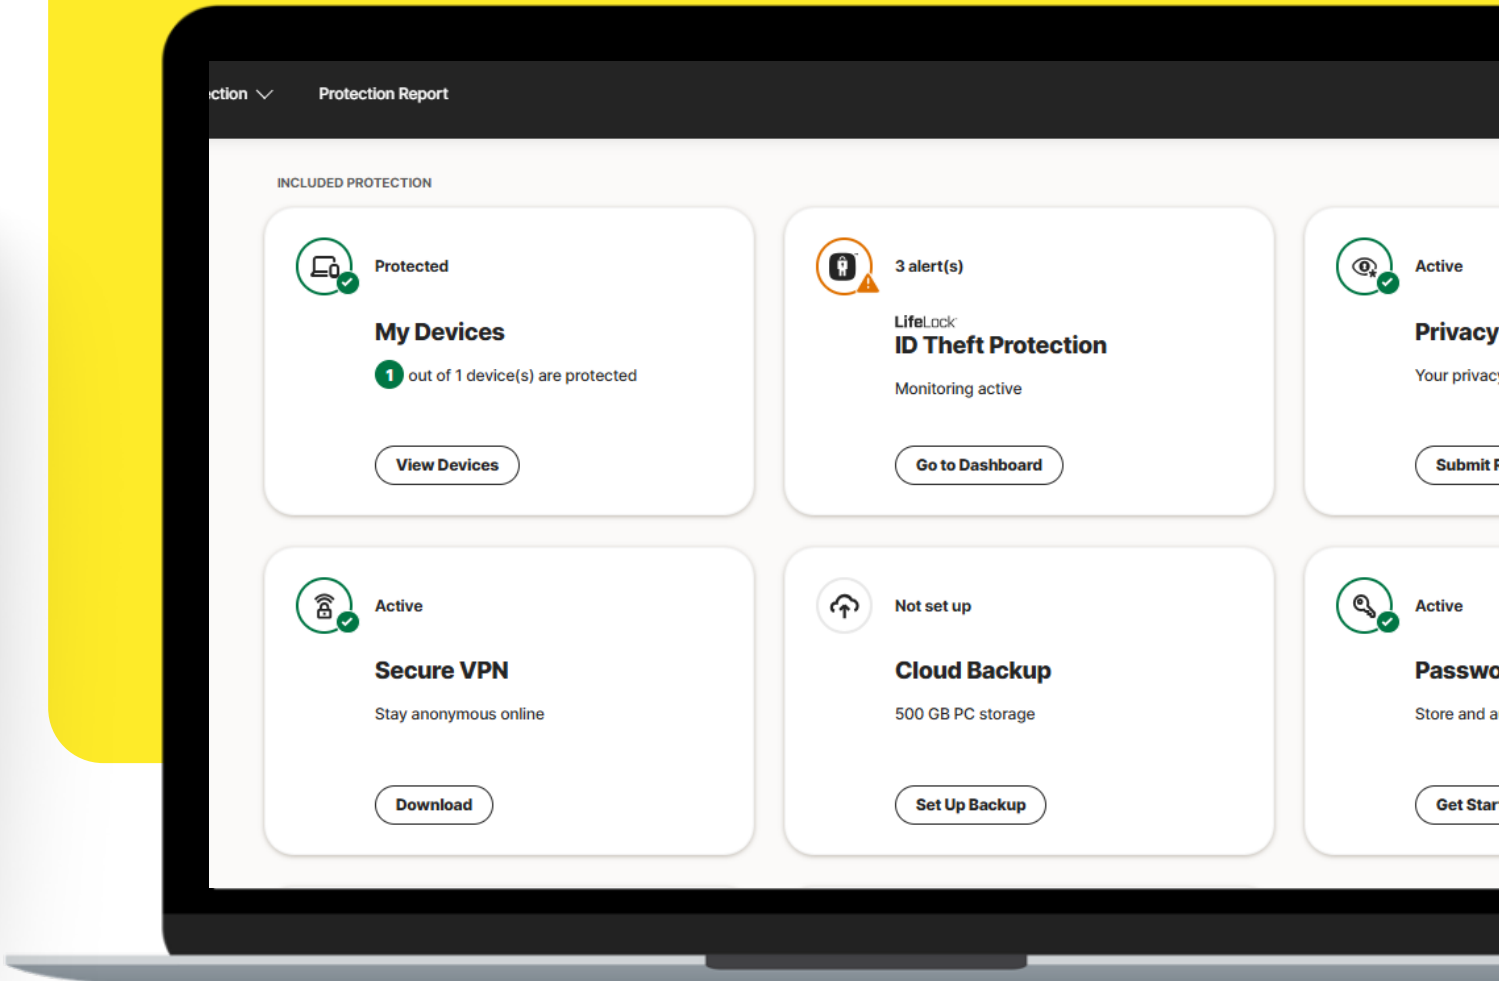 ction
Protection Report
INCLUDED PROTECTION
Protected
My Devices
1 out of 1 device(s) are protected
View Devices
3 alert(s)
LifeLock
ID Theft Protection
Monitoring active
Go to Dashboard
Active
Privacy
Your privacy
Submit
Active
Secure VPN
Stay anonymous online
Download
Not set up
Cloud Backup
500 GB PC storage
Set Up Backup
Active
Passwo
Store and a
Get Star